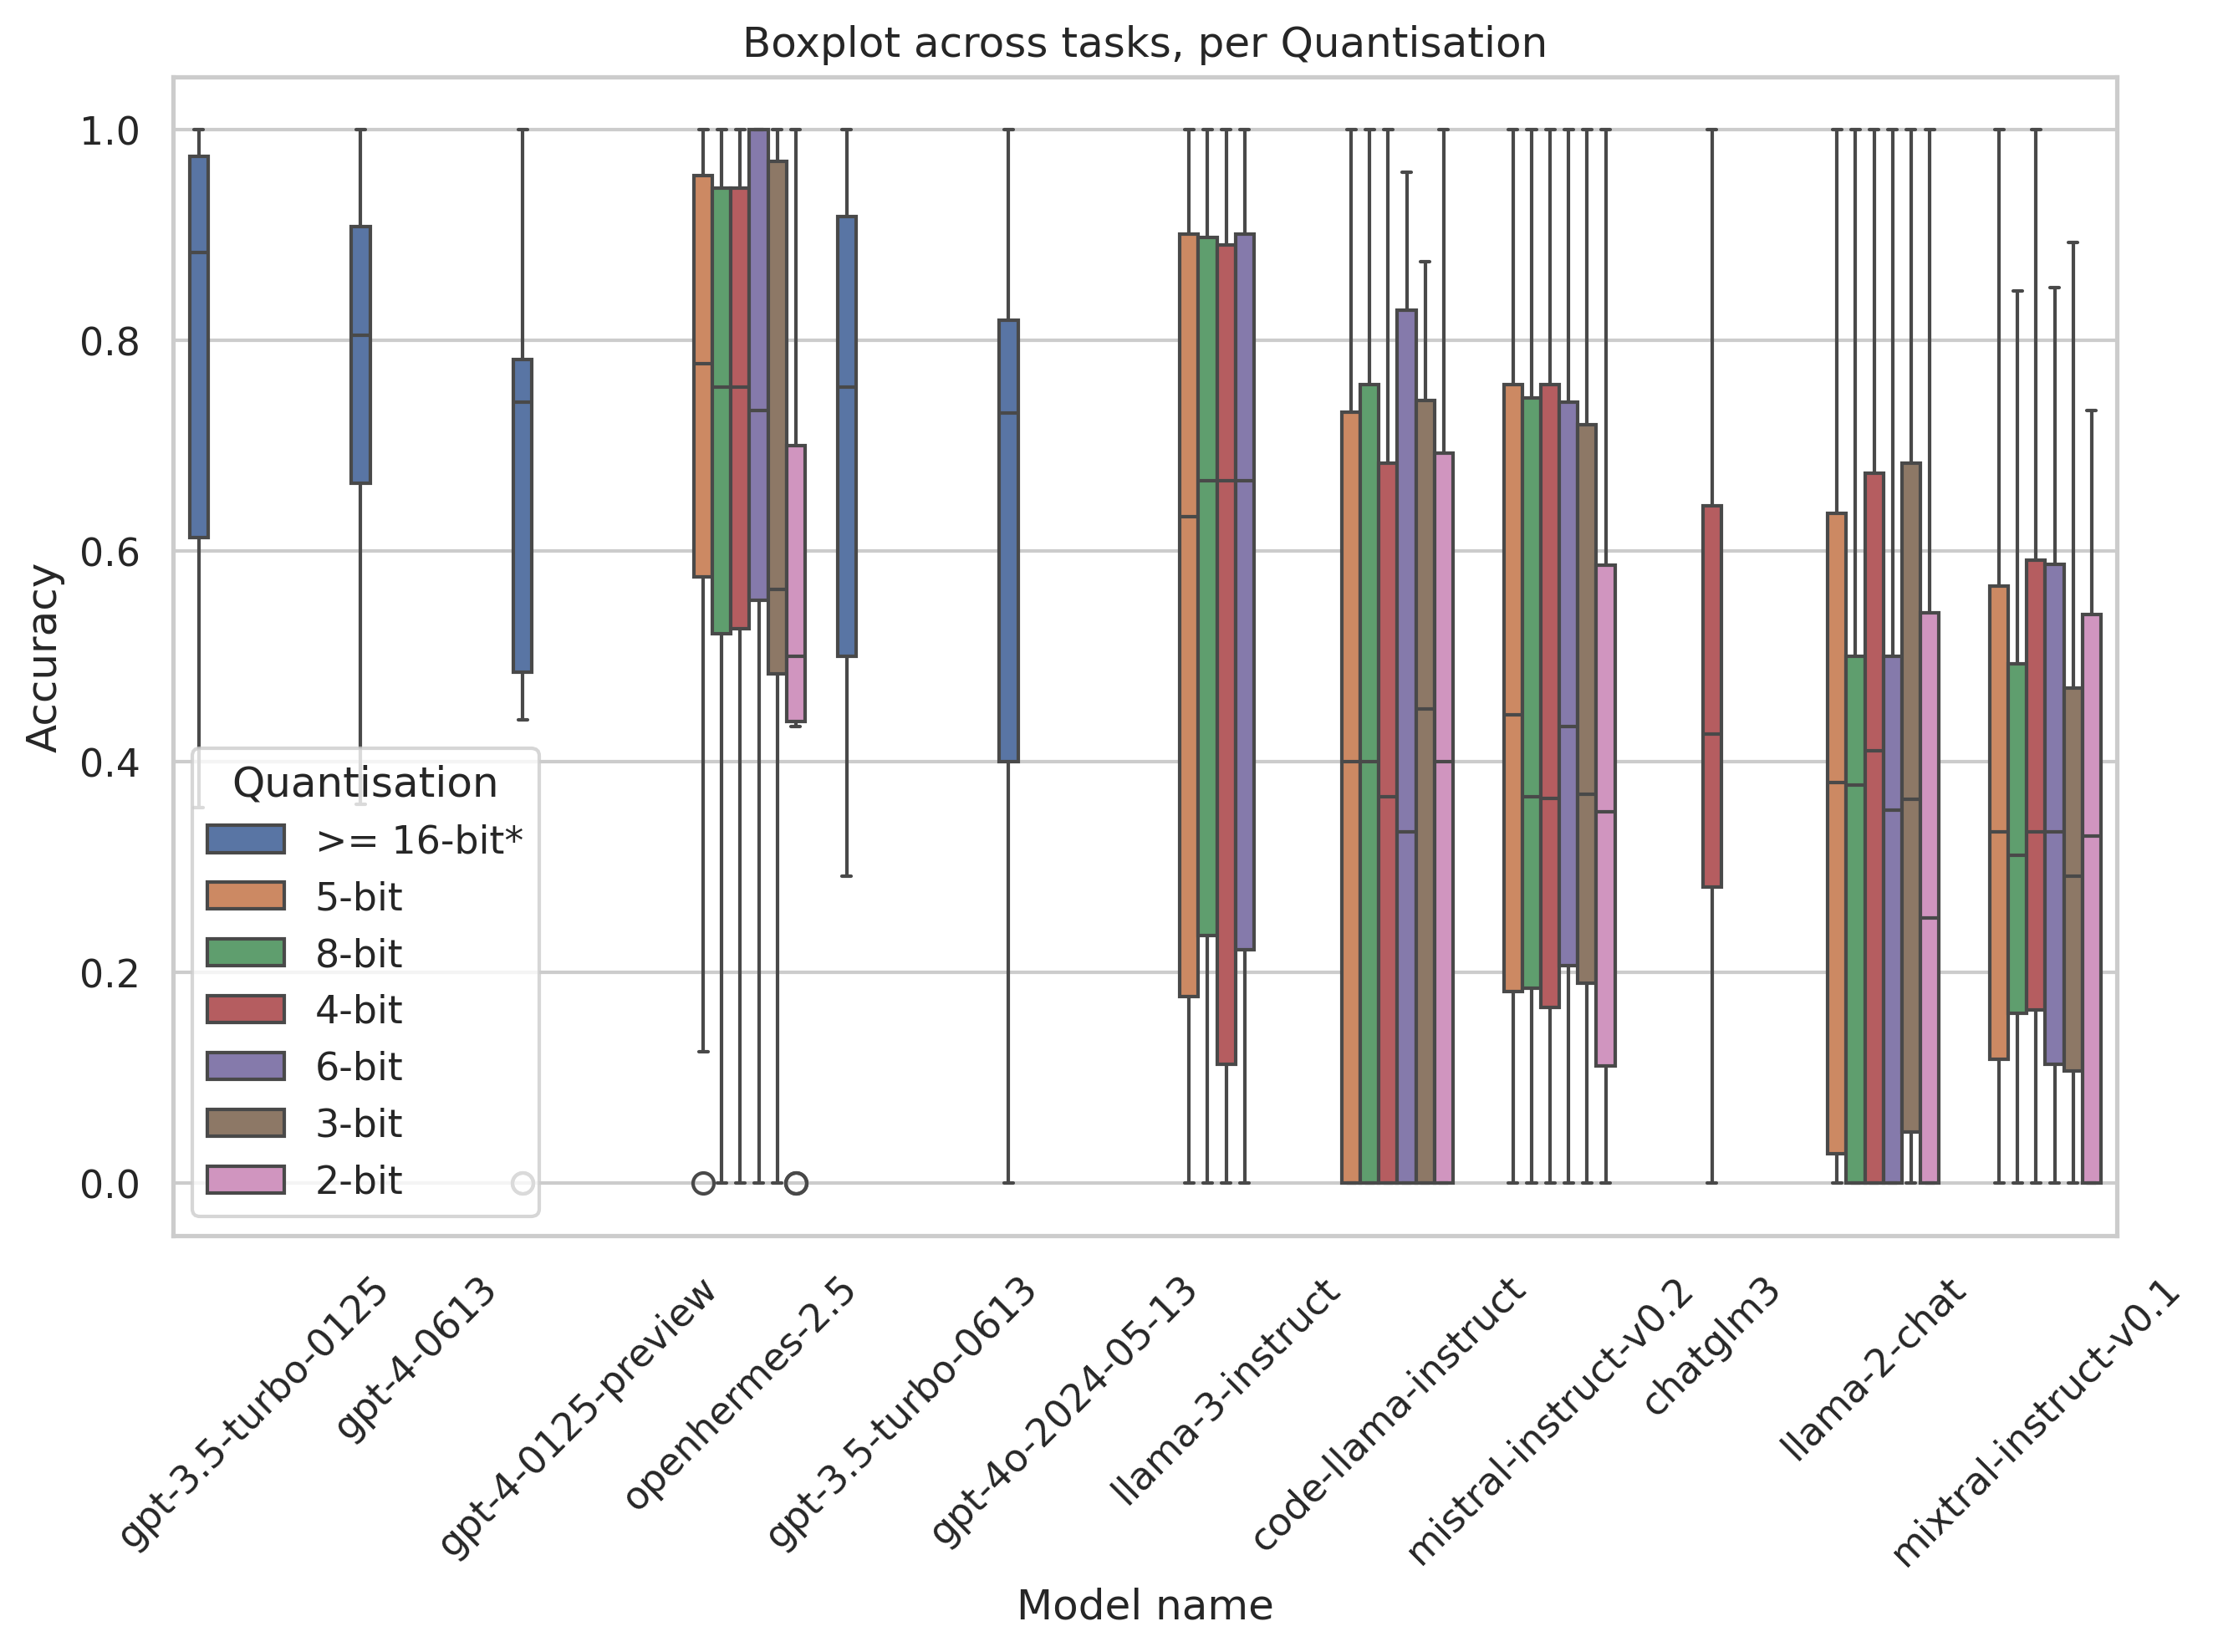 Boxplot across tasks, per Quantisation
Accuracy
1.0
0.8
0.6
0.4
0.2
0.0
Quantisation
>= 16-bit*
5-bit
8-bit
4-bit
6-bit
3-bit
2-bit
gpt-3.5-turbo-0125
gpt-4-0613
gpt-4-0125-preview
openhermes-2.5
gpt-3.5-turbo-0613
gpt-4o-2024-05-13
llama-3-instruct
code-llama-instruct
mistral-instruct-v0.2
chatglm3
llama-2-chat
mixtral-instruct-v0.1
Model name